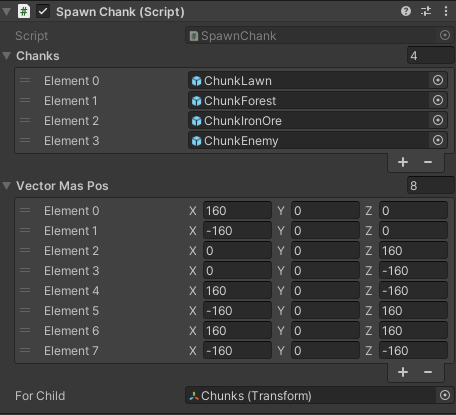 Spawn Chank (Script)
Script SpawnChank
Chanks 4
Element 0 ChunkLawn
Element 1 ChunkForest
Element 2 ChunkIronOre
Element 3 ChunkEnemy
+ −
Vector Mas Pos 8
Element 0 X 160 Y 0 Z 0
Element 1 X -160 Y 0 Z 0
Element 2 X 0 Y 0 Z 160
Element 3 X 0 Y 0 Z -160
Element 4 X 160 Y 0 Z -160
Element 5 X -160 Y 0 Z 160
Element 6 X 160 Y 0 Z 160
Element 7 X -160 Y 0 Z -160
+ −
For Child Chunks (Transform)